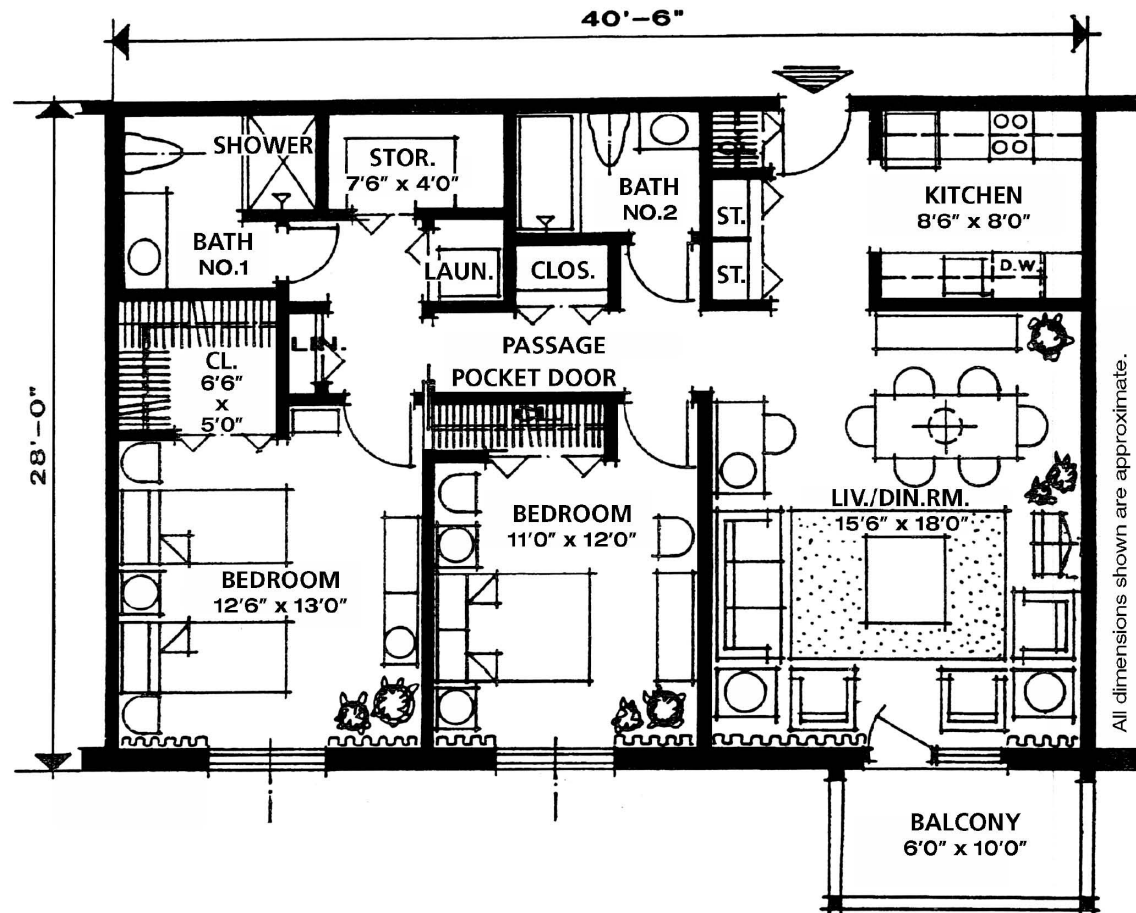 40'-6"
28'-0"
SHOWER
STOR.
7'6" x 4'0"
BATH
NO.2
CL.
ST.
ST.
KITCHEN
8'6" x 8'0"
D.W.
BATH
NO.1
LAUN.
CLOS.
LIN.
PASSAGE
POCKET DOOR
CL.
6'6"
x
5'0"
CL.
BEDROOM
12'6" x 13'0"
BEDROOM
11'0" x 12'0"
LIV./DIN.RM.
15'6" x 18'0"
BALCONY
6'0" x 10'0"
All dimensions shown are approximate.